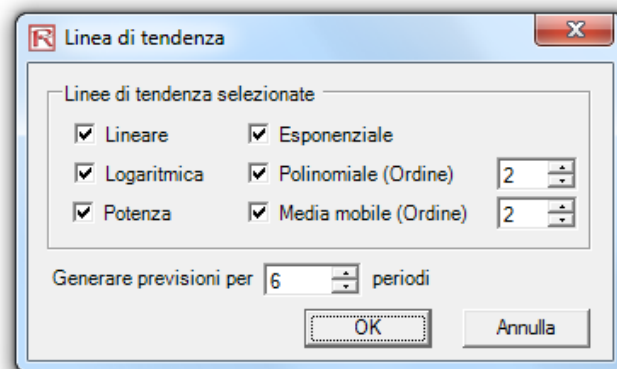 Linea di tendenza
Linee di tendenza selezionate
Lineare
Esponenziale
Logaritmica
Polinomiale (Ordine) 2
Potenza
Media mobile (Ordine) 2
Generare previsioni per 6 periodi
OK
Annulla